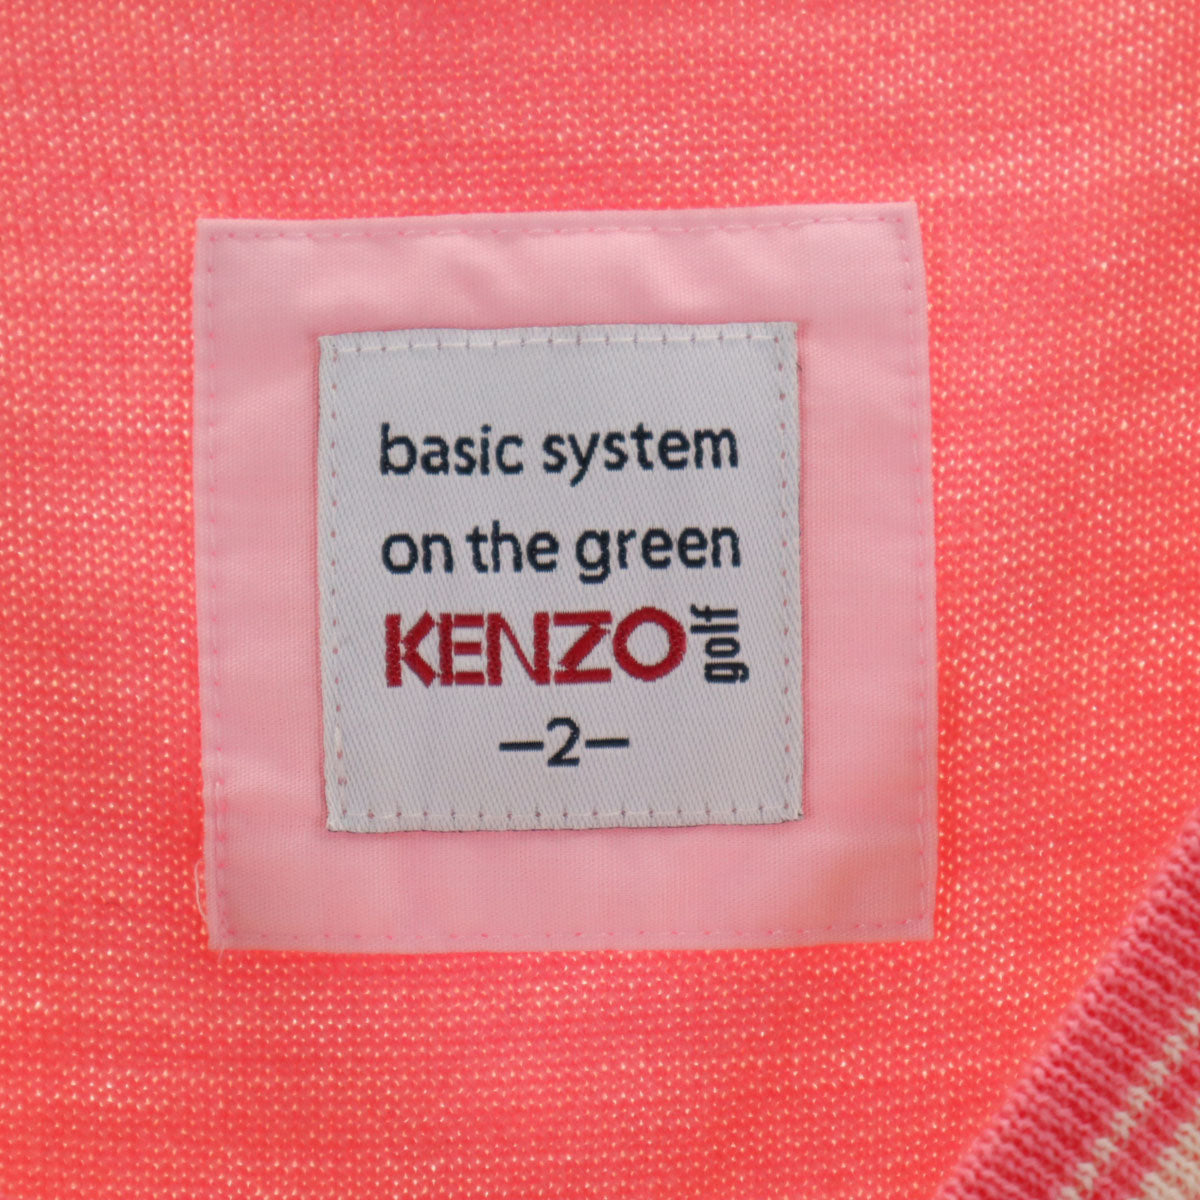 basic system
on the green
KENZO golf
–2–